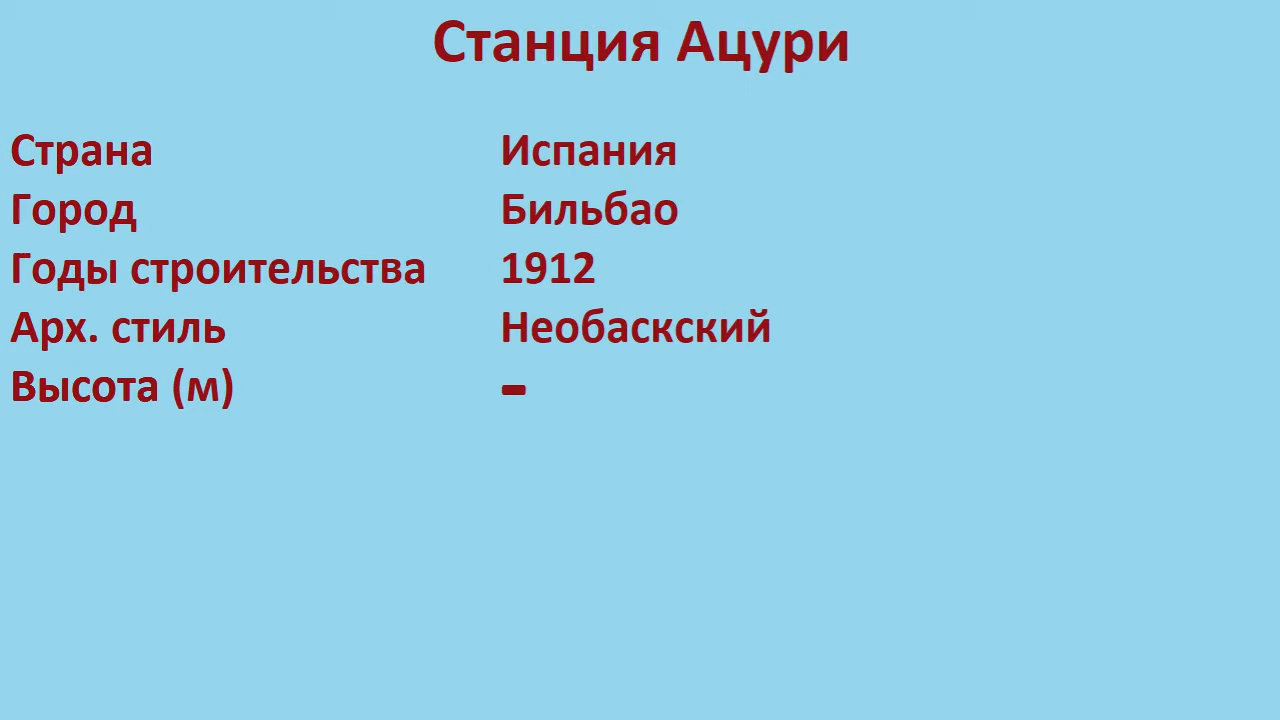 Станция Ацури
Страна Испания
Город Бильбао
Годы строительства 1912
Арх. стиль Необаскский
Высота (м) -